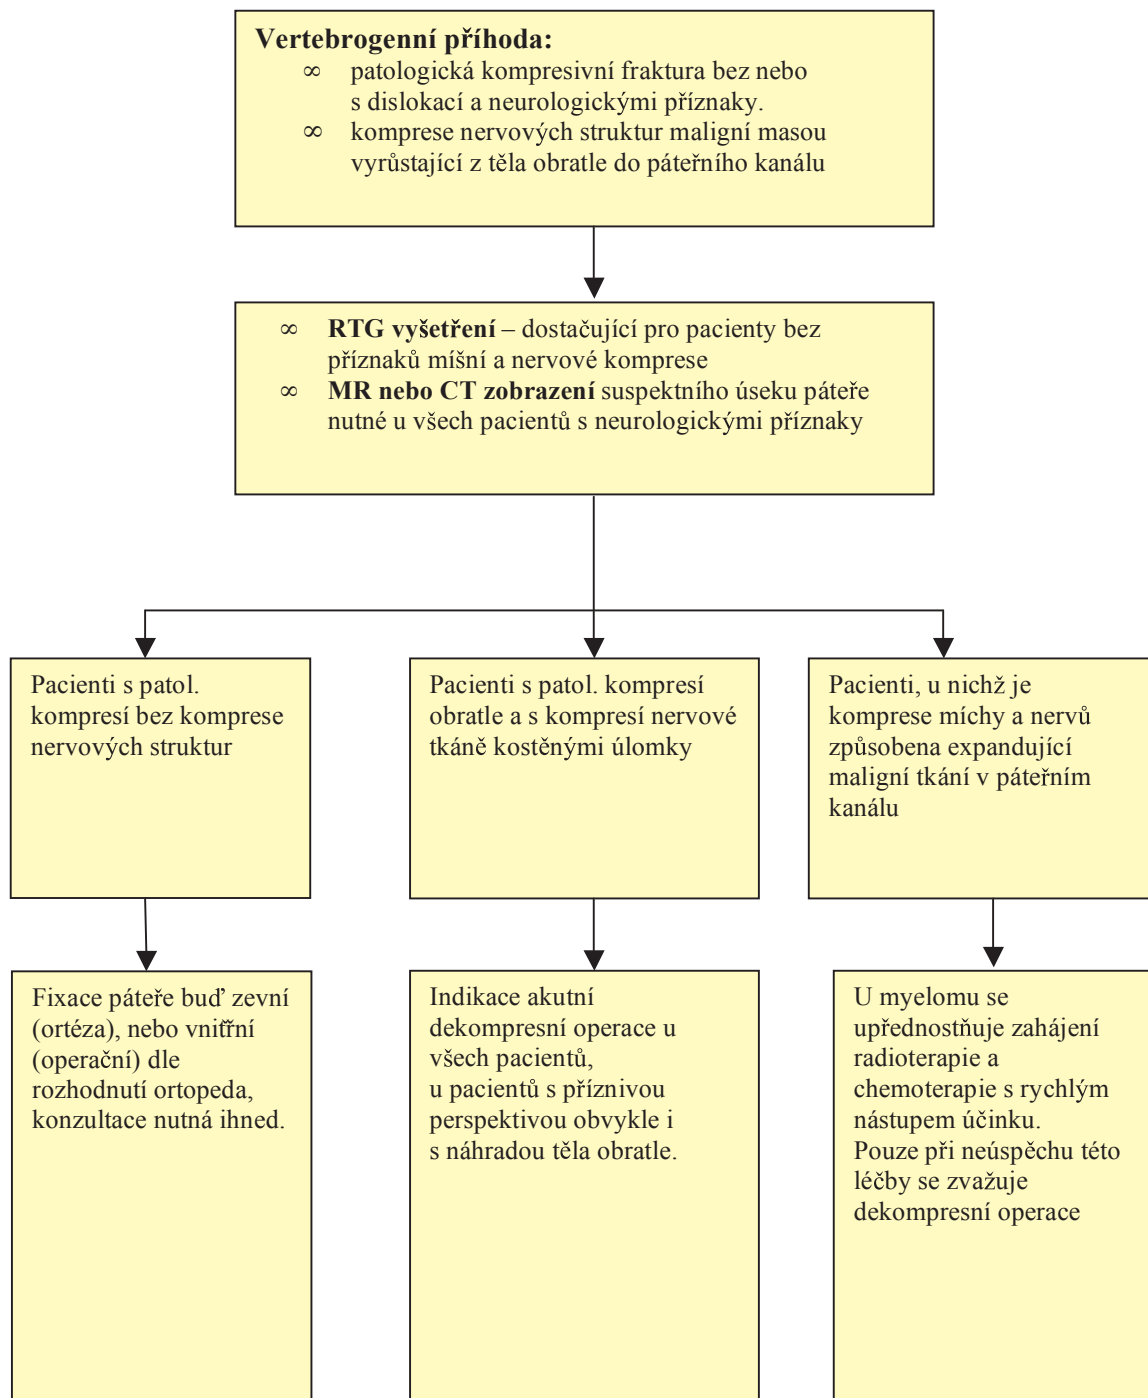 Vertebrogenní příhoda:
∞ patologická kompresivní fraktura bez nebo
s dislokací a neurologickými příznaky.
∞ komprese nervových struktur maligní masou
vyrůstající z těla obratle do páteřního kanálu
∞ RTG vyšetření – dostačující pro pacienty bez
příznaků míšní a nervové komprese
∞ MR nebo CT zobrazení suspektního úseku páteře
nutné u všech pacientů s neurologickými příznaky
Pacienti s patol.
kompresí bez komprese
nervových struktur
Pacienti s patol. kompresí
obratle a s kompresí nervové
tkáně kostěnými úlomky
Pacienti, u nichž je
komprese míchy a nervů
způsobena expandující
maligní tkání v páteřním
kanálu
Fixace páteře buď zevní
(ortéza), nebo vnitřní
(operační) dle
rozhodnutí ortopeda,
konzultace nutná ihned.
Indikace akutní
dekompresní operace u
všech pacientů,
u pacientů s příznivou
perspektivou obvykle i
s náhradou těla obratle.
U myelomu se
upřednostňuje zahájení
radioterapie a
chemoterapie s rychlým
nástupem účinku.
Pouze při neúspěchu této
léčby se zvažuje
dekompresní operace